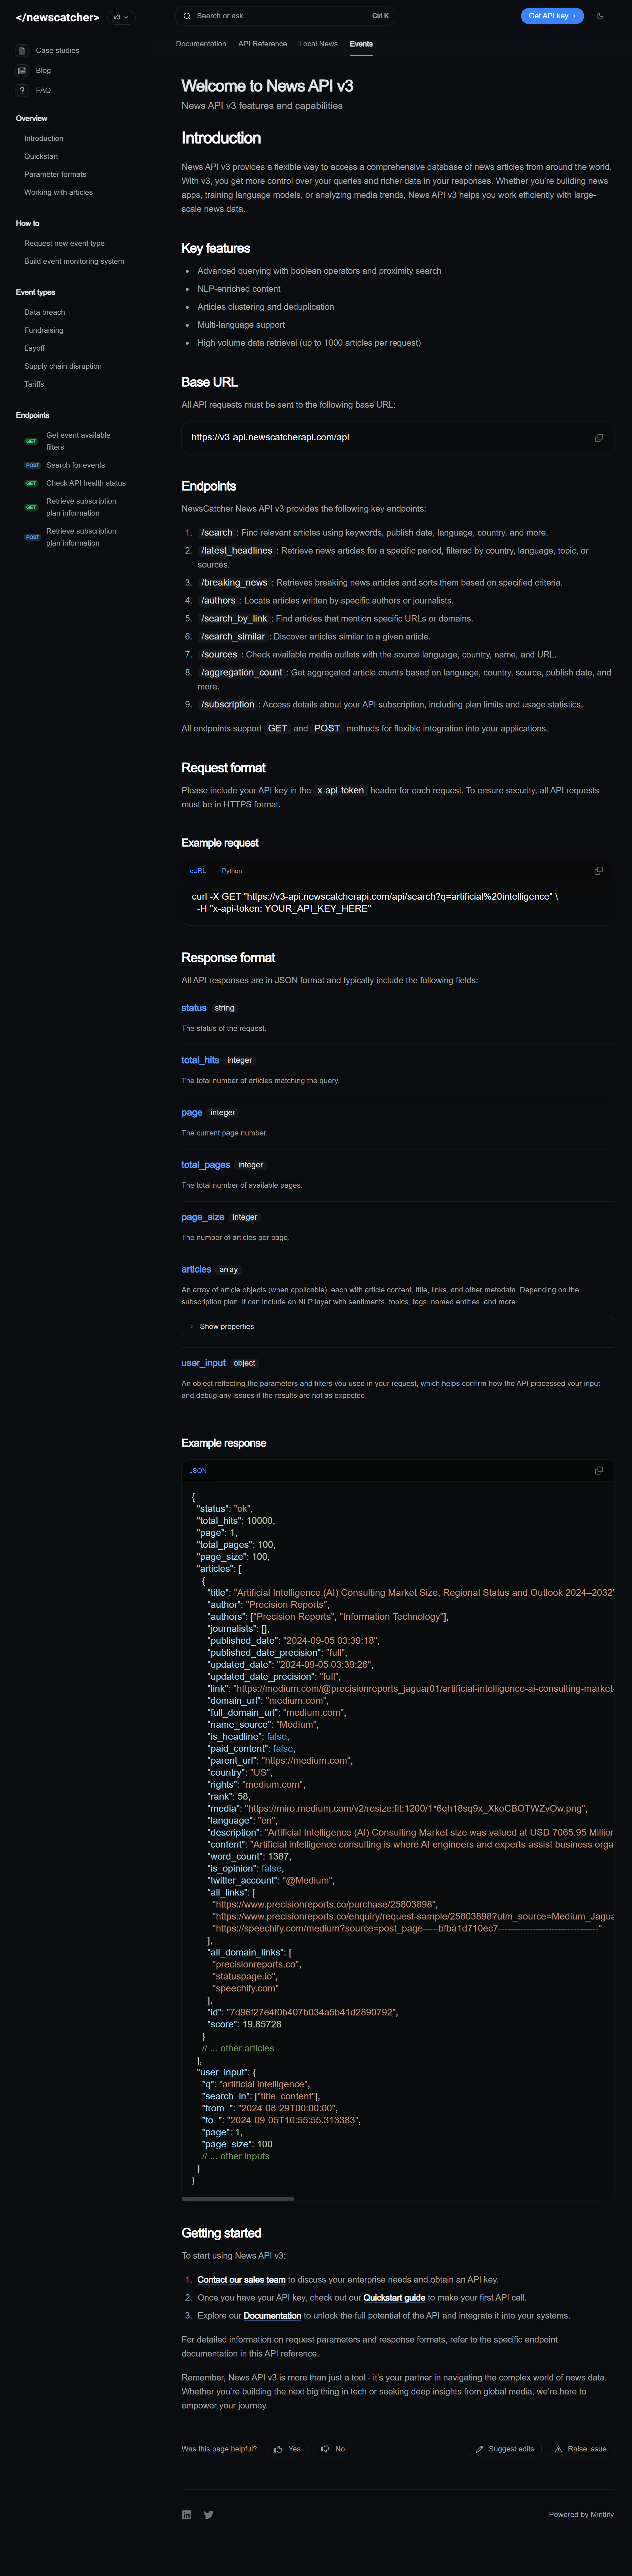 </newscatcher>
v3
Search or ask...
Ctrl K
Get API key
Documentation
API Reference
Local News
Events
Case studies
Blog
FAQ
Overview
Introduction
Quickstart
Parameter formats
Working with articles
How to
Request new event type
Build event monitoring system
Event types
Data breach
Fundraising
Layoff
Supply chain disruption
Tariffs
Endpoints
GET Get event available
filters
POST Search for events
GET Check API health status
GET Retrieve subscription
plan information
POST Retrieve subscription
plan information
Welcome to News API v3
News API v3 features and capabilities
Introduction
News API v3 provides a flexible way to access a comprehensive database of news articles from around the world.
With v3, you get more control over your queries and richer data in your responses. Whether you're building news
apps, training language models, or analyzing media trends, News API v3 helps you work efficiently with large-
scale news data.
Key features
• Advanced querying with boolean operators and proximity search
• NLP-enriched content
• Articles clustering and deduplication
• Multi-language support
• High volume data retrieval (up to 1000 articles per request)
Base URL
All API requests must be sent to the following base URL:
https://v3-api.newscatcherapi.com/api
Endpoints
NewsCatcher News API v3 provides the following key endpoints:
1. /search : Find relevant articles using keywords, publish date, language, country, and more.
2. /latest_headlines : Retrieve news articles for a specific period, filtered by country, language, topic, or
sources.
3. /breaking_news : Retrieves breaking news articles and sorts them based on specified criteria.
4. /authors : Locate articles written by specific authors or journalists.
5. /search_by_link : Find articles that mention specific URLs or domains.
6. /search_similar : Discover articles similar to a given article.
7. /sources : Check available media outlets with the source language, country, name, and URL.
8. /aggregation_count : Get aggregated article counts based on language, country, source, publish date, and
more.
9. /subscription : Access details about your API subscription, including plan limits and usage statistics.
All endpoints support GET and POST methods for flexible integration into your applications.
Request format
Please include your API key in the x-api-token header for each request. To ensure security, all API requests
must be in HTTPS format.
Example request
cURL Python
curl -X GET "https://v3-api.newscatcherapi.com/api/search?q=artificial%20intelligence" \
-H "x-api-token: YOUR_API_KEY_HERE"
Response format
All API responses are in JSON format and typically include the following fields:
status string
The status of the request.
total_hits integer
The total number of articles matching the query.
page integer
The current page number.
total_pages integer
The total number of available pages.
page_size integer
The number of articles per page.
articles array
An array of article objects (when applicable), each with article content, title, links, and other metadata. Depending on the
subscription plan, it can include an NLP layer with sentiments, topics, tags, named entities, and more.
Show properties
user_input object
An object reflecting the parameters and filters you used in your request, which helps confirm how the API processed your input
and debug any issues if the results are not as expected.
Example response
JSON
{
"status": "ok",
"total_hits": 10000,
"page": 1,
"total_pages": 100,
"page_size": 100,
"articles": [
{
"title": "Artificial Intelligence (AI) Consulting Market Size, Regional Status and Outlook 2024–2032"
"author": "Precision Reports",
"authors": ["Precision Reports", "Information Technology"],
"journalists": [],
"published_date": "2024-09-05 03:39:18",
"published_date_precision": "full",
"updated_date": "2024-09-05 03:39:26",
"updated_date_precision": "full",
"link": "https://medium.com/@precisionreports_jaguar01/artificial-intelligence-ai-consulting-market-
"domain_url": "medium.com",
"full_domain_url": "medium.com",
"name_source": "Medium",
"is_headline": false,
"paid_content": false,
"parent_url": "https://medium.com",
"country": "US",
"rights": "medium.com",
"rank": 58,
"media": "https://miro.medium.com/v2/resize:fit:1200/1*6qh18sq9x_XkoCBOTWZvOw.png",
"language": "en",
"description": "Artificial Intelligence (AI) Consulting Market size was valued at USD 7065.95 Million
"content": "Artificial intelligence consulting is where AI engineers and experts assist business orga
"word_count": 1387,
"is_opinion": false,
"twitter_account": "@Medium",
"all_links": [
"https://www.precisionreports.co/purchase/25803898",
"https://www.precisionreports.co/enquiry/request-sample/25803898?utm_source=Medium_Jagua
"https://speechify.com/medium?source=post_page-----bfba1d710ec7--------------------------------"
],
"all_domain_links": [
"precisionreports.co",
"statuspage.io",
"speechify.com"
],
"id": "7d96f27e4f0b407b034a5b41d2890792",
"score": 19.85728
}
// ... other articles
],
"user_input": {
"q": "artificial intelligence",
"search_in": ["title_content"],
"from_": "2024-08-29T00:00:00",
"to_": "2024-09-05T10:55:55.313383",
"page": 1,
"page_size": 100
// ... other inputs
}
}
Getting started
To start using News API v3:
1. Contact our sales team to discuss your enterprise needs and obtain an API key.
2. Once you have your API key, check out our Quickstart guide to make your first API call.
3. Explore our Documentation to unlock the full potential of the API and integrate it into your systems.
For detailed information on request parameters and response formats, refer to the specific endpoint
documentation in this API reference.
Remember, News API v3 is more than just a tool - it's your partner in navigating the complex world of news data.
Whether you're building the next big thing in tech or seeking deep insights from global media, we're here to
empower your journey.
Was this page helpful? Yes No Suggest edits Raise issue
Powered by Mintlify